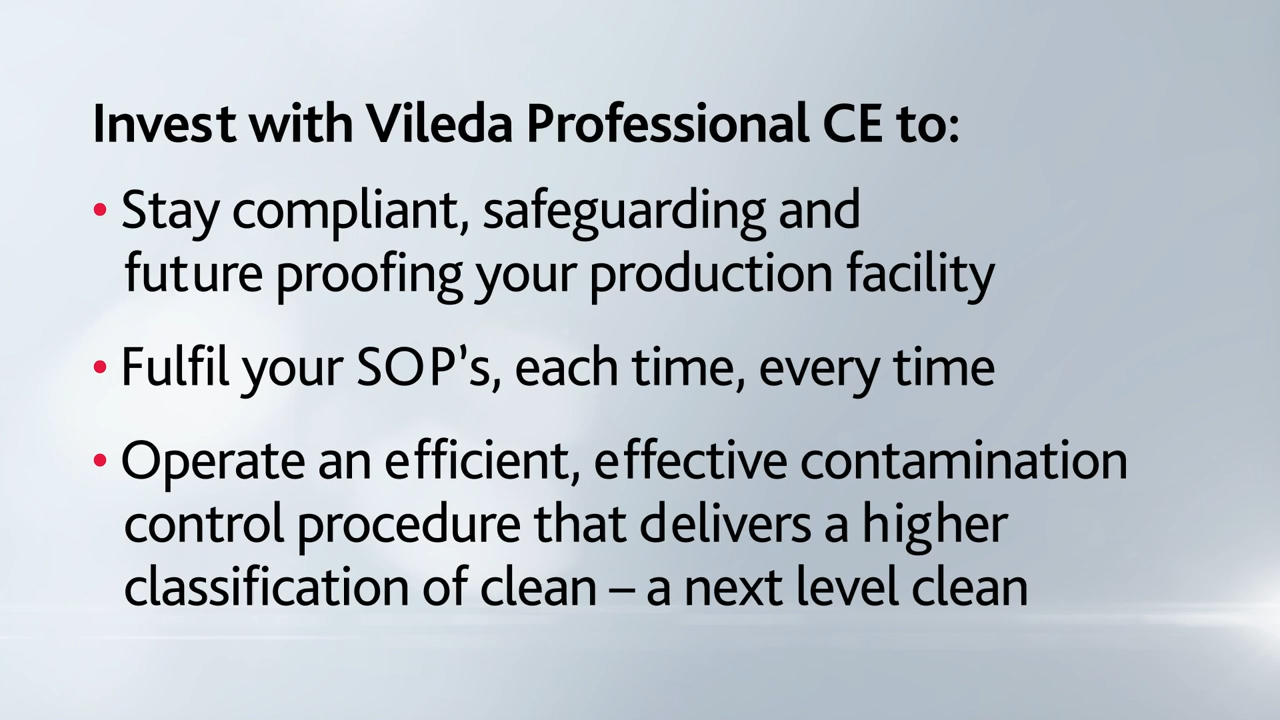 Invest with Vileda Professional CE to:
• Stay compliant, safeguarding and
future proofing your production facility
• Fulfil your SOP's, each time, every time
• Operate an efficient, effective contamination
control procedure that delivers a higher
classification of clean – a next level clean